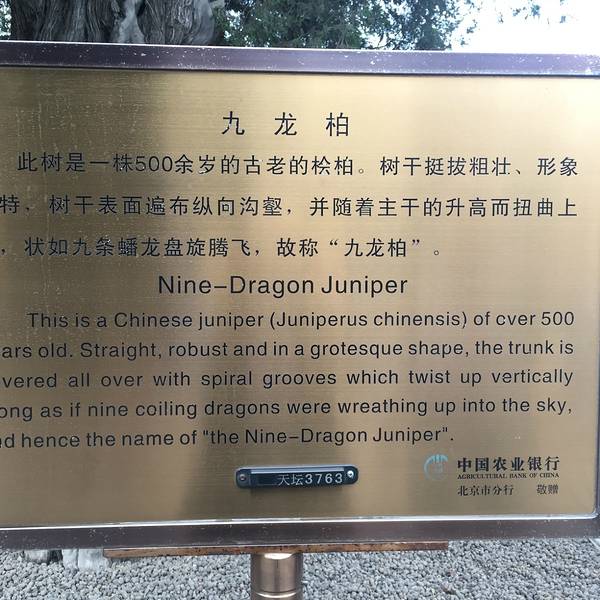 九 龙 柏
此树是一株500余岁的古老的桧柏。树干挺拔粗壮、形象
特，树干表面遍布纵向沟壑，并随着主干的升高而扭曲上
，状如九条蟠龙盘旋腾飞，故称“九龙柏”。
Nine-Dragon Juniper
This is a Chinese juniper (Juniperus chinensis) of cver 500
ars old. Straight, robust and in a grotesque shape, the trunk is
vered all over with spiral grooves which twist up vertically
ong as if nine coiling dragons were wreathing up into the sky,
d hence the name of "the Nine-Dragon Juniper".
中国农业银行
AGRICULTURAL BANK OF CHINA
北京市分行 敬赠
天坛3763